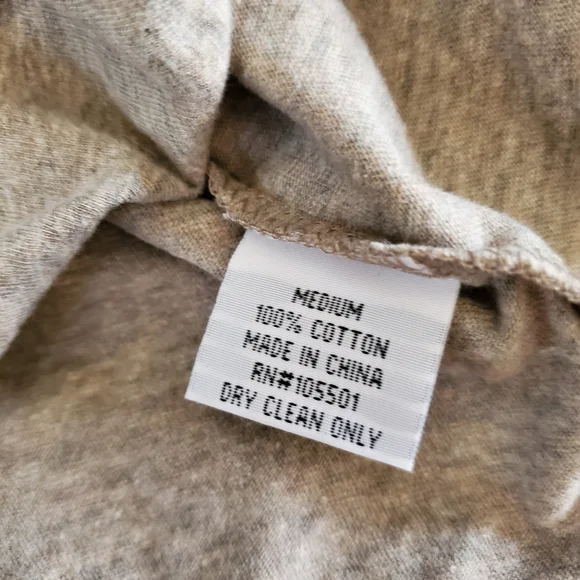 MEDIUM
100% COTTON
MADE IN CHINA
RN#105501
DRY CLEAN ONLY